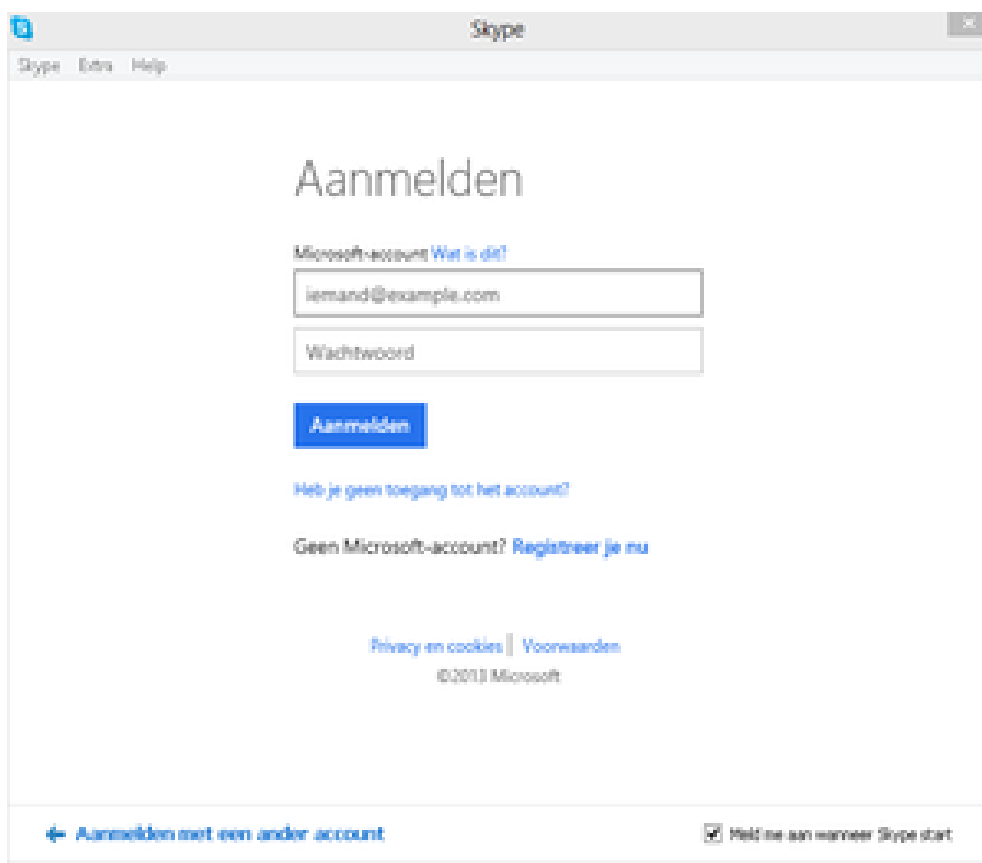 Skype
Skype Extra Help
Aanmelden
Microsoft-account Wat is dit?
iemand@example.com
Wachtwoord
Aanmelden
Heb je geen toegang tot het account?
Geen Microsoft-account? Registreer je nu
Privacy en cookies | Voorwaarden
©2013 Microsoft
Aanmelden met een ander account
Meld me aan wanneer Skype start